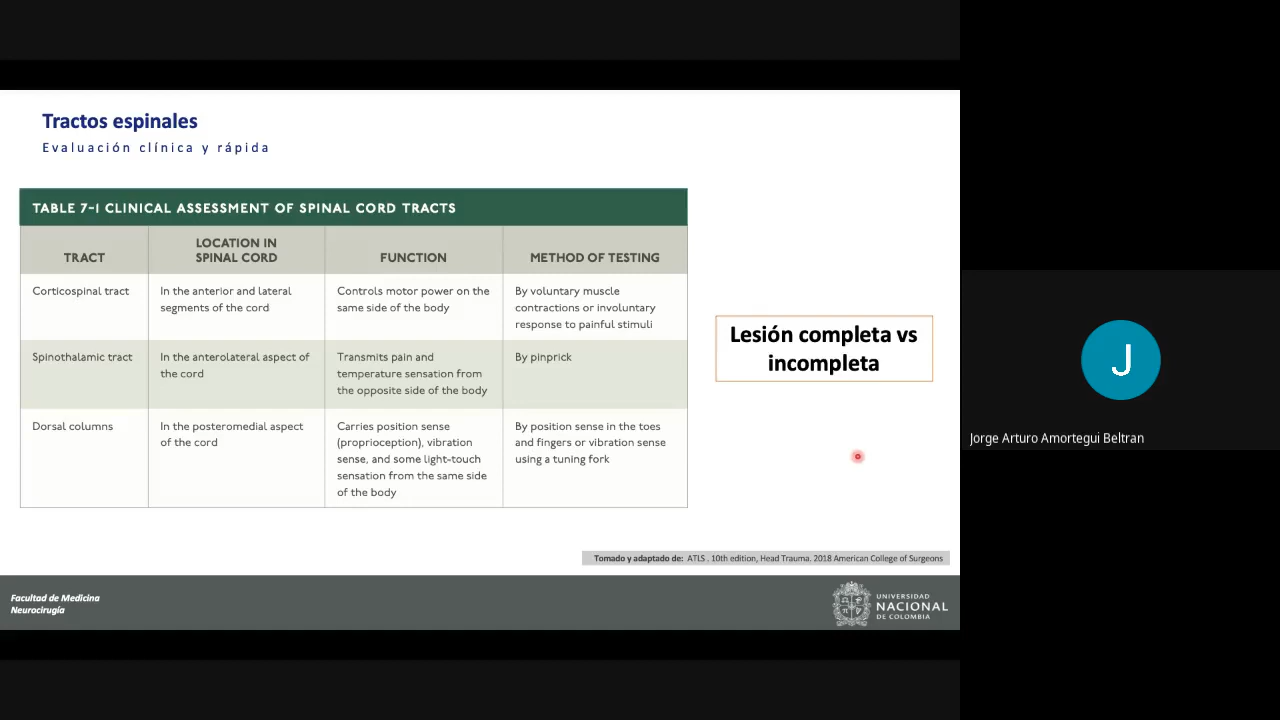 Tractos espinales
Evaluación clínica y rápida
TABLE 7-1 CLINICAL ASSESSMENT OF SPINAL CORD TRACTS
TRACT
LOCATION IN
SPINAL CORD
FUNCTION
METHOD OF TESTING
Corticospinal tract
In the anterior and lateral
segments of the cord
Controls motor power on the
same side of the body
By voluntary muscle
contractions or involuntary
response to painful stimuli
Spinothalamic tract
In the anterolateral aspect of
the cord
Transmits pain and
temperature sensation from
the opposite side of the body
By pinprick
Dorsal columns
In the posteromedial aspect
of the cord
Carries position sense
(proprioception), vibration
sense, and some light-touch
sensation from the same side
of the body
By position sense in the toes
and fingers or vibration sense
using a tuning fork
Lesión completa vs
incompleta
Tomado y adaptado de: ATLS . 10th edition, Head Trauma. 2018 American College of Surgeons
Facultad de Medicina
Neurocirugía
UNIVERSIDAD
NACIONAL
DE COLOMBIA
J
Jorge Arturo Amortegui Beltran